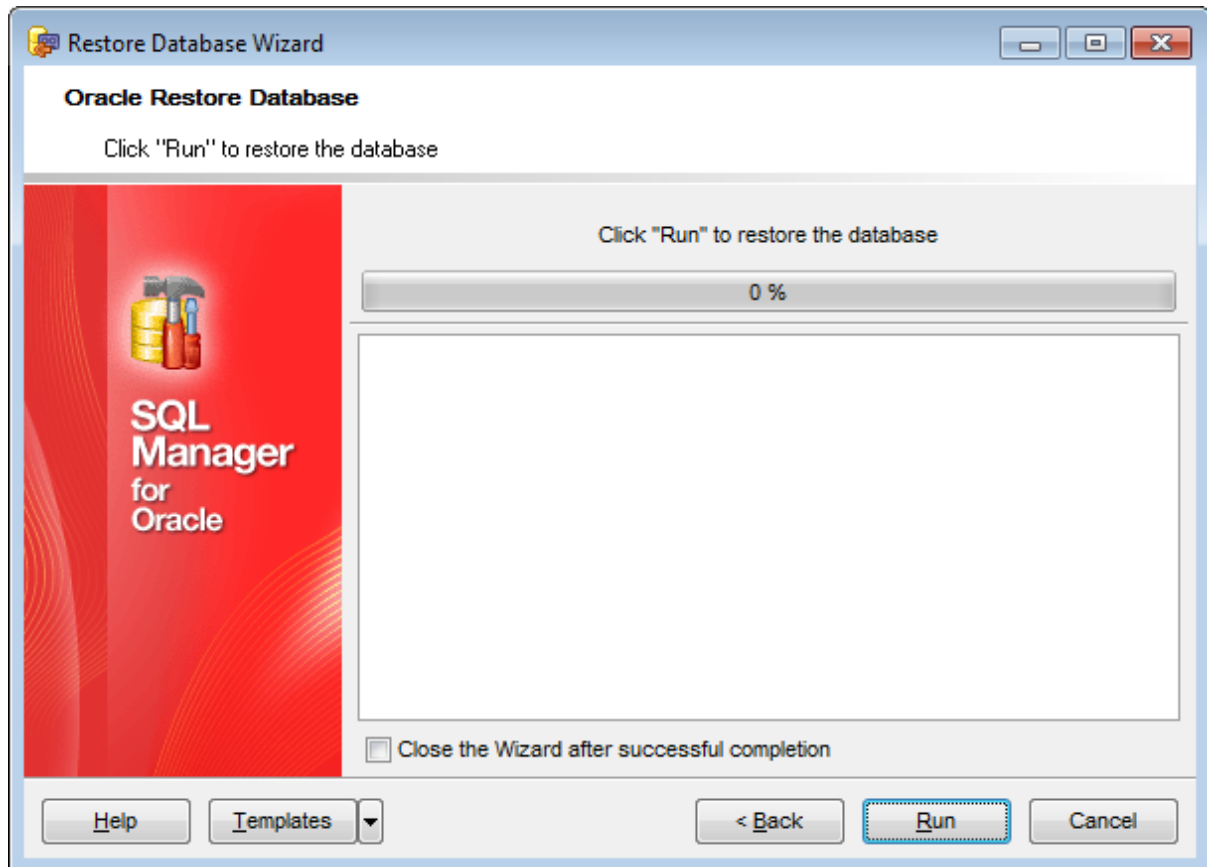 Restore Database Wizard
Oracle Restore Database
Click "Run" to restore the database
Click "Run" to restore the database
0 %
SQL
Manager
for
Oracle
Close the Wizard after successful completion
Help
Templates
< Back
Run
Cancel